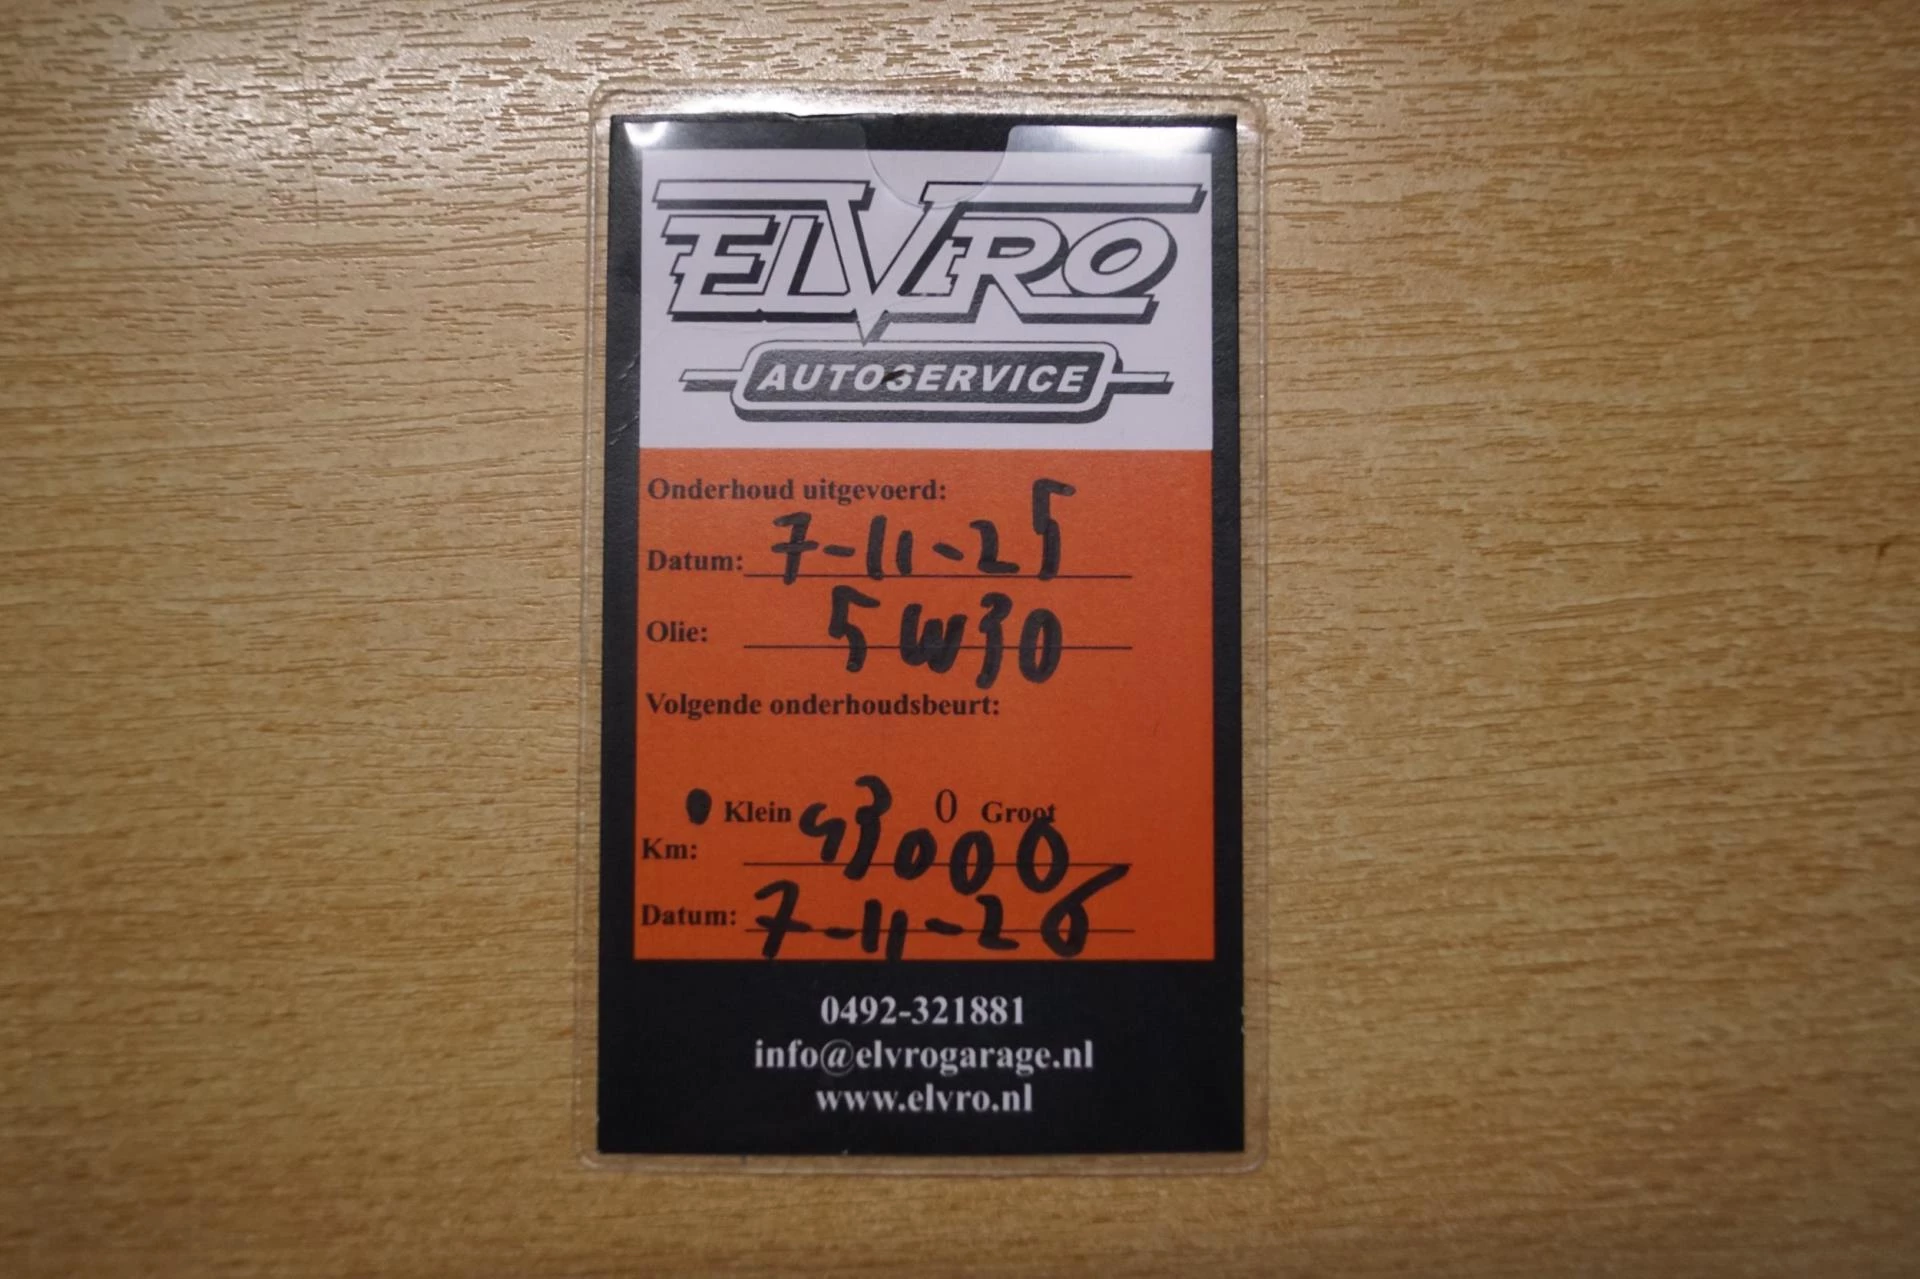 ELVRO
AUTOSERVICE
Onderhoud uitgevoerd:
Datum: 7-11-25
Olie: 5W30
Volgende onderhoudsbeurt:
Klein 0 Groot
Km: 93000
Datum: 7-11-26
0492-321881
info@elvrogarage.nl
www.elvro.nl